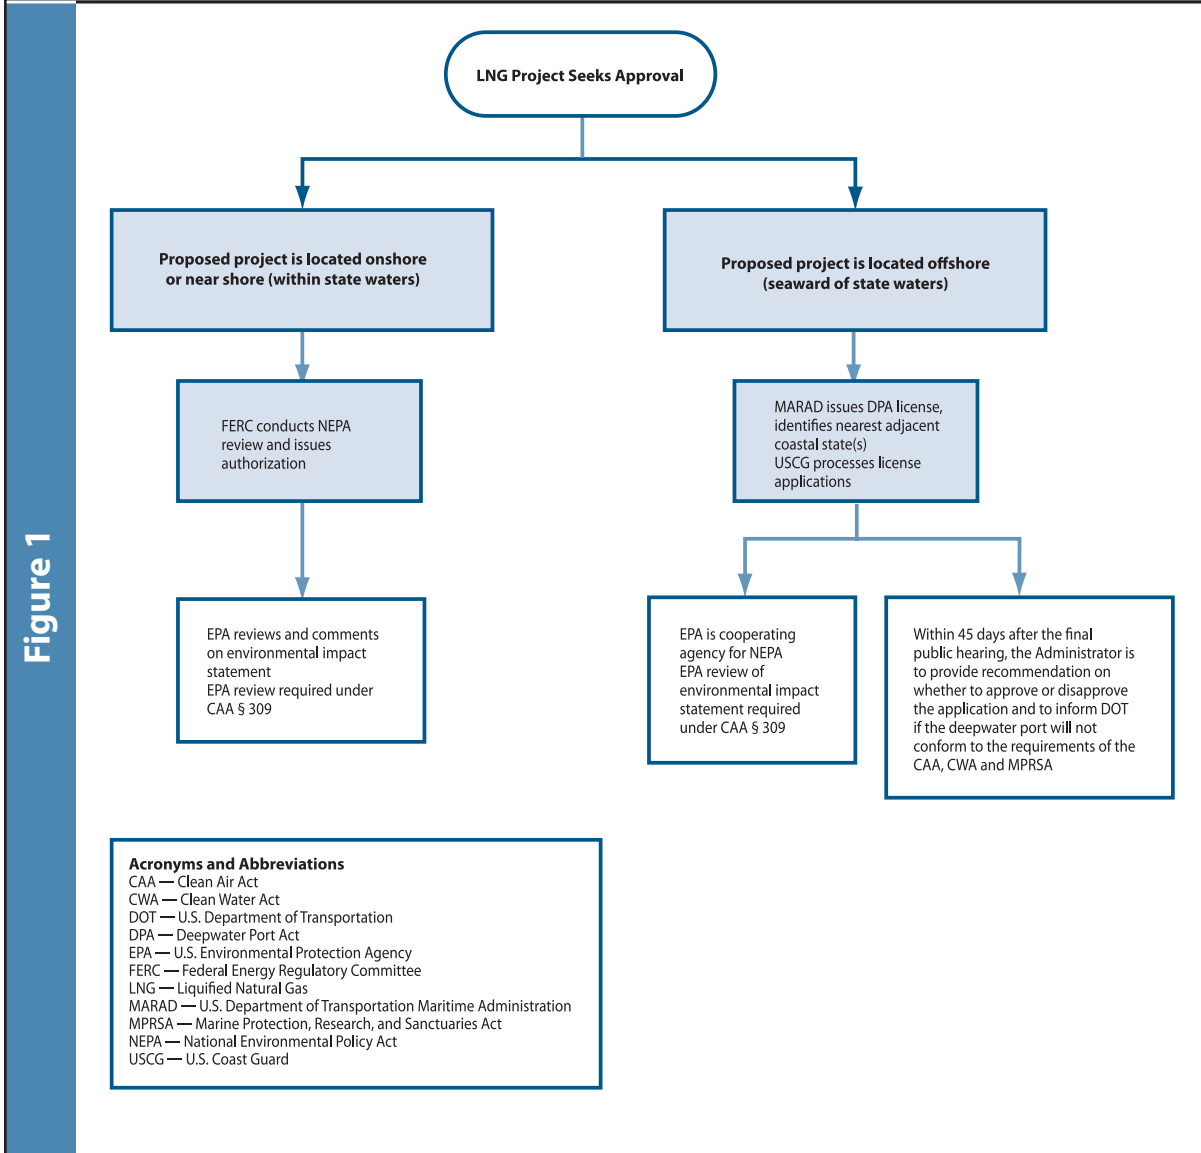 Figure 1
LNG Project Seeks Approval
Proposed project is located onshore
or near shore (within state waters)
Proposed project is located offshore
(seaward of state waters)
FERC conducts NEPA
review and issues
authorization
MARAD issues DPA license,
identifies nearest adjacent
coastal state(s)
USCG processes license
applications
EPA reviews and comments
on environmental impact
statement
EPA review required under
CAA § 309
EPA is cooperating
agency for NEPA
EPA review of
environmental impact
statement required
under CAA § 309
Within 45 days after the final
public hearing, the Administrator is
to provide recommendation on
whether to approve or disapprove
the application and to inform DOT
if the deepwater port will not
conform to the requirements of the
CAA, CWA and MPRSA
Acronyms and Abbreviations
CAA — Clean Air Act
CWA — Clean Water Act
DOT — U.S. Department of Transportation
DPA — Deepwater Port Act
EPA — U.S. Environmental Protection Agency
FERC — Federal Energy Regulatory Committee
LNG — Liquified Natural Gas
MARAD — U.S. Department of Transportation Maritime Administration
MPRSA — Marine Protection, Research, and Sanctuaries Act
NEPA — National Environmental Policy Act
USCG — U.S. Coast Guard